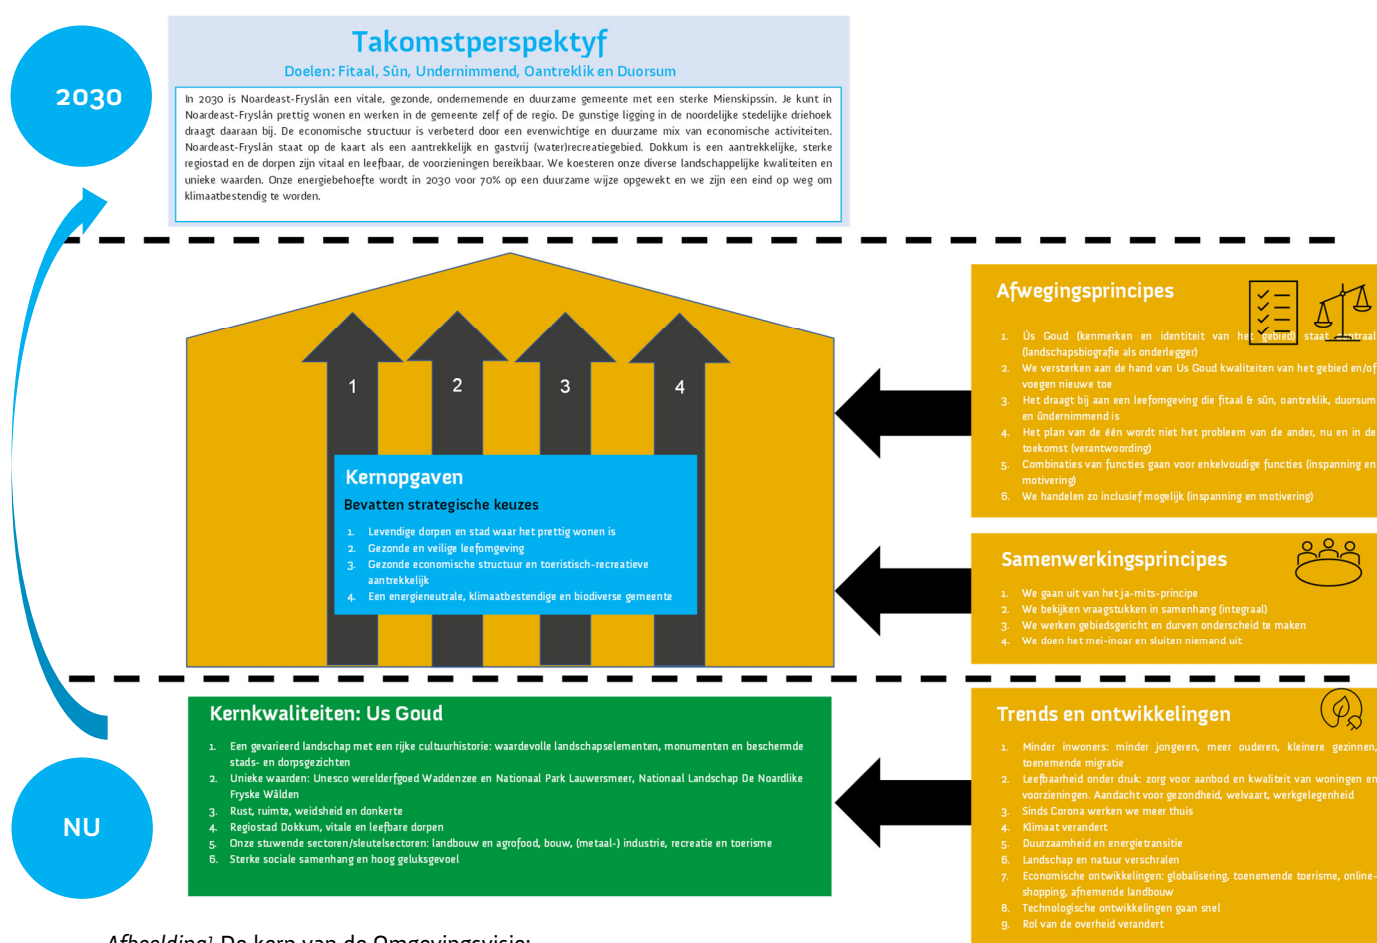 2030
Takomstperspektyf
Doelen: Fitaal, Sûn, Undernimmend, Oantreklik en Duorsum
In 2030 is Noardeast-Fryslân een vitale, gezonde, ondernemende en duurzame gemeente met een sterke Mienskipssin. Je kunt in
Noardeast-Fryslân prettig wonen en werken in de gemeente zelf of de regio. De gunstige ligging in de noordelijke stedelijke driehoek
draagt daaraan bij. De economische structuur is verbeterd door een evenwichtige en duurzame mix van economische activiteiten.
Noardeast-Fryslân staat op de kaart als een aantrekkelijk en gastvrij (water)recreatiegebied. Dokkum is een aantrekkelijke, sterke
regiostad en de dorpen zijn vitaal en leefbaar, de voorzieningen bereikbaar. We koesteren onze diverse landschappelijke kwaliteiten en
unieke waarden. Onze energiebehoefte wordt in 2030 voor 70% op een duurzame wijze opgewekt en we zijn een eind op weg om
klimaatbestendig te worden.
1
2
3
4
Kernopgaven
Bevatten strategische keuzes
1. Levendige dorpen en stad waar het prettig wonen is
2. Gezonde en veilige leefomgeving
3. Gezonde economische structuur en toeristisch-recreatieve
aantrekkelijk
4. Een energieneutrale, klimaatbestendige en biodiverse gemeente
Afwegingsprincipes
1. Ús Goud (kenmerken en identiteit van het gebied) staat centraal
(landschapsbiografie als onderlegger)
2. We versterken aan de hand van Us Goud kwaliteiten van het gebied en/of
voegen nieuwe toe
3. Het draagt bij aan een leefomgeving die fitaal & sûn, oantreklik, duorsum
en ûndernimmend is
4. Het plan van de één wordt niet het probleem van de ander, nu en in de
toekomst (verantwoording)
5. Combinaties van functies gaan voor enkelvoudige functies (inspanning en
motivering)
6. We handelen zo inclusief mogelijk (inspanning en motivering)
Samenwerkingsprincipes
1. We gaan uit van het ja-mits-principe
2. We bekijken vraagstukken in samenhang (integraal)
3. We werken gebiedsgericht en durven onderscheid te maken
4. We doen het mei-inoar en sluiten niemand uit
NU
Kernkwaliteiten: Us Goud
1. Een gevarieerd landschap met een rijke cultuurhistorie: waardevolle landschapselementen, monumenten en beschermde
stads- en dorpsgezichten
2. Unieke waarden: Unesco werelderfgoed Waddenzee en Nationaal Park Lauwersmeer, Nationaal Landschap De Noardlike
Fryske Wâlden
3. Rust, ruimte, weidsheid en donkerte
4. Regiostad Dokkum, vitale en leefbare dorpen
5. Onze stuwende sectoren/sleutelsectoren: landbouw en agrofood, bouw, (metaal-) industrie, recreatie en toerisme
6. Sterke sociale samenhang en hoog geluksgevoel
Trends en ontwikkelingen
1. Minder inwoners: minder jongeren, meer ouderen, kleinere gezinnen,
toenemende migratie
2. Leefbaarheid onder druk: zorg voor aanbod en kwaliteit van woningen en
voorzieningen. Aandacht voor gezondheid, welvaart, werkgelegenheid
3. Sinds Corona werken we meer thuis
4. Klimaat verandert
5. Duurzaamheid en energietransitie
6. Landschap en natuur verschralen
7. Economische ontwikkelingen: globalisering, toenemende toerisme, online-
shopping, afnemende landbouw
8. Technologische ontwikkelingen gaan snel
9. Rol van de overheid verandert
Afbeelding1 De kern van de Omgevingsvisie: